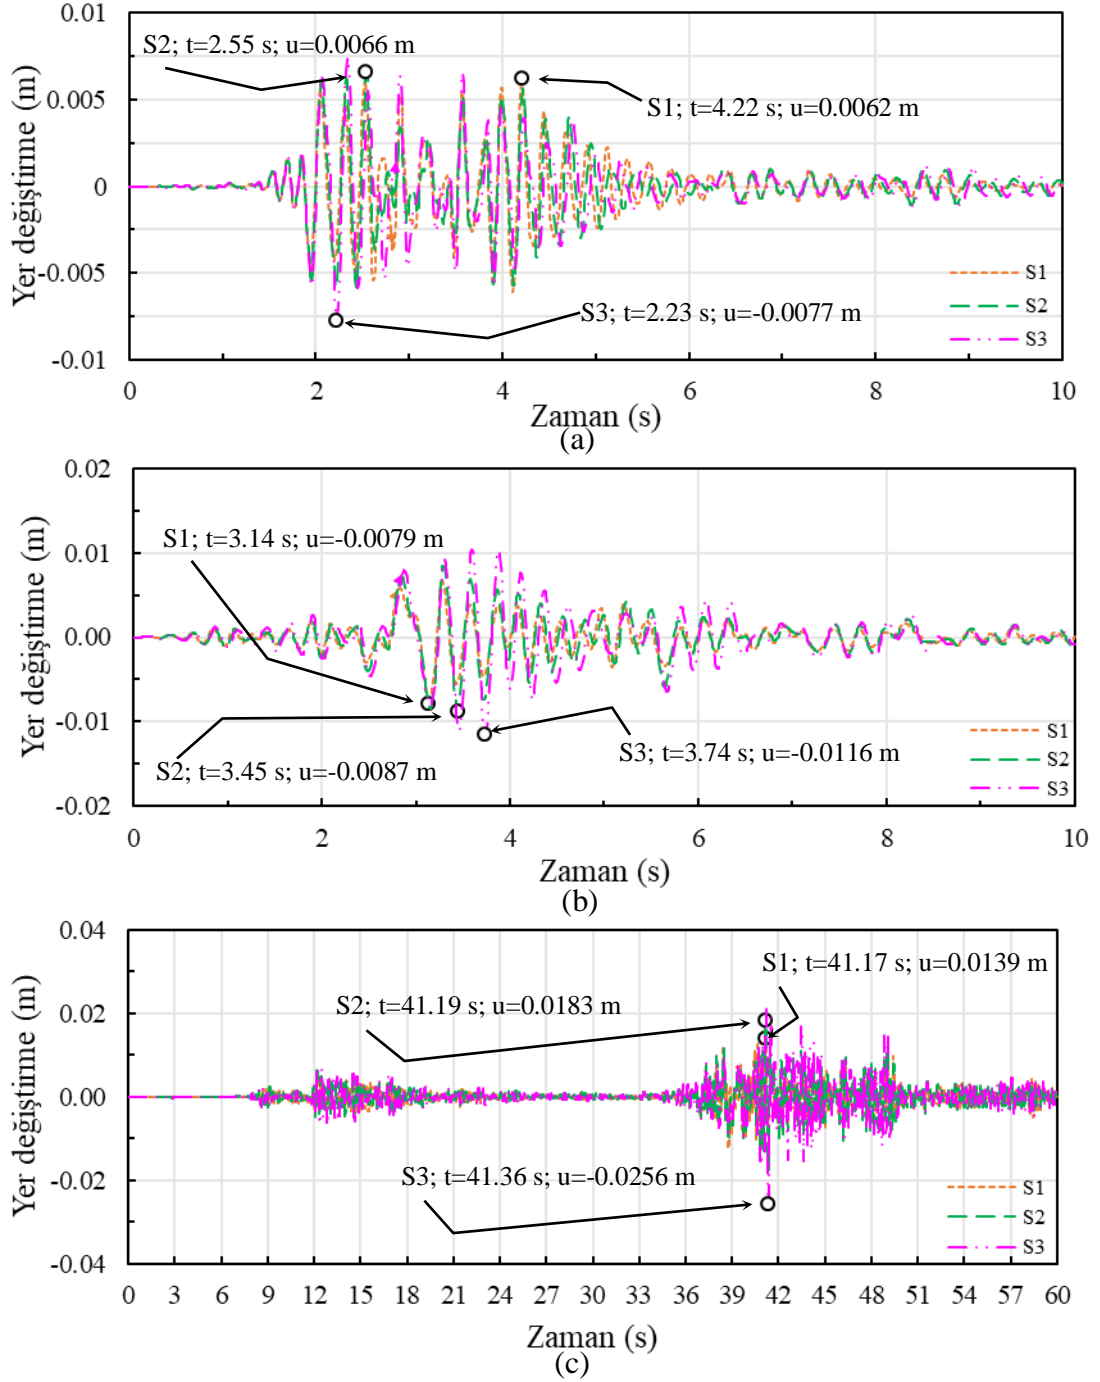 Yer değiştirme (m)
0.01
0.005
0
-0.005
-0.01
S2; t=2.55 s; u=0.0066 m
S1; t=4.22 s; u=0.0062 m
S3; t=2.23 s; u=-0.0077 m
S1
S2
S3
0 2 4 6 8 10
Zaman (s)
(a)
Yer değiştirme (m)
0.02
0.01
0.00
-0.01
-0.02
S1; t=3.14 s; u=-0.0079 m
S2; t=3.45 s; u=-0.0087 m
S3; t=3.74 s; u=-0.0116 m
S1
S2
S3
0 2 4 6 8 10
Zaman (s)
(b)
Yer değiştirme (m)
0.04
0.02
0.00
-0.02
-0.04
S1; t=41.17 s; u=0.0139 m
S2; t=41.19 s; u=0.0183 m
S3; t=41.36 s; u=-0.0256 m
S1
S2
S3
0 3 6 9 12 15 18 21 24 27 30 33 36 39 42 45 48 51 54 57 60
Zaman (s)
(c)